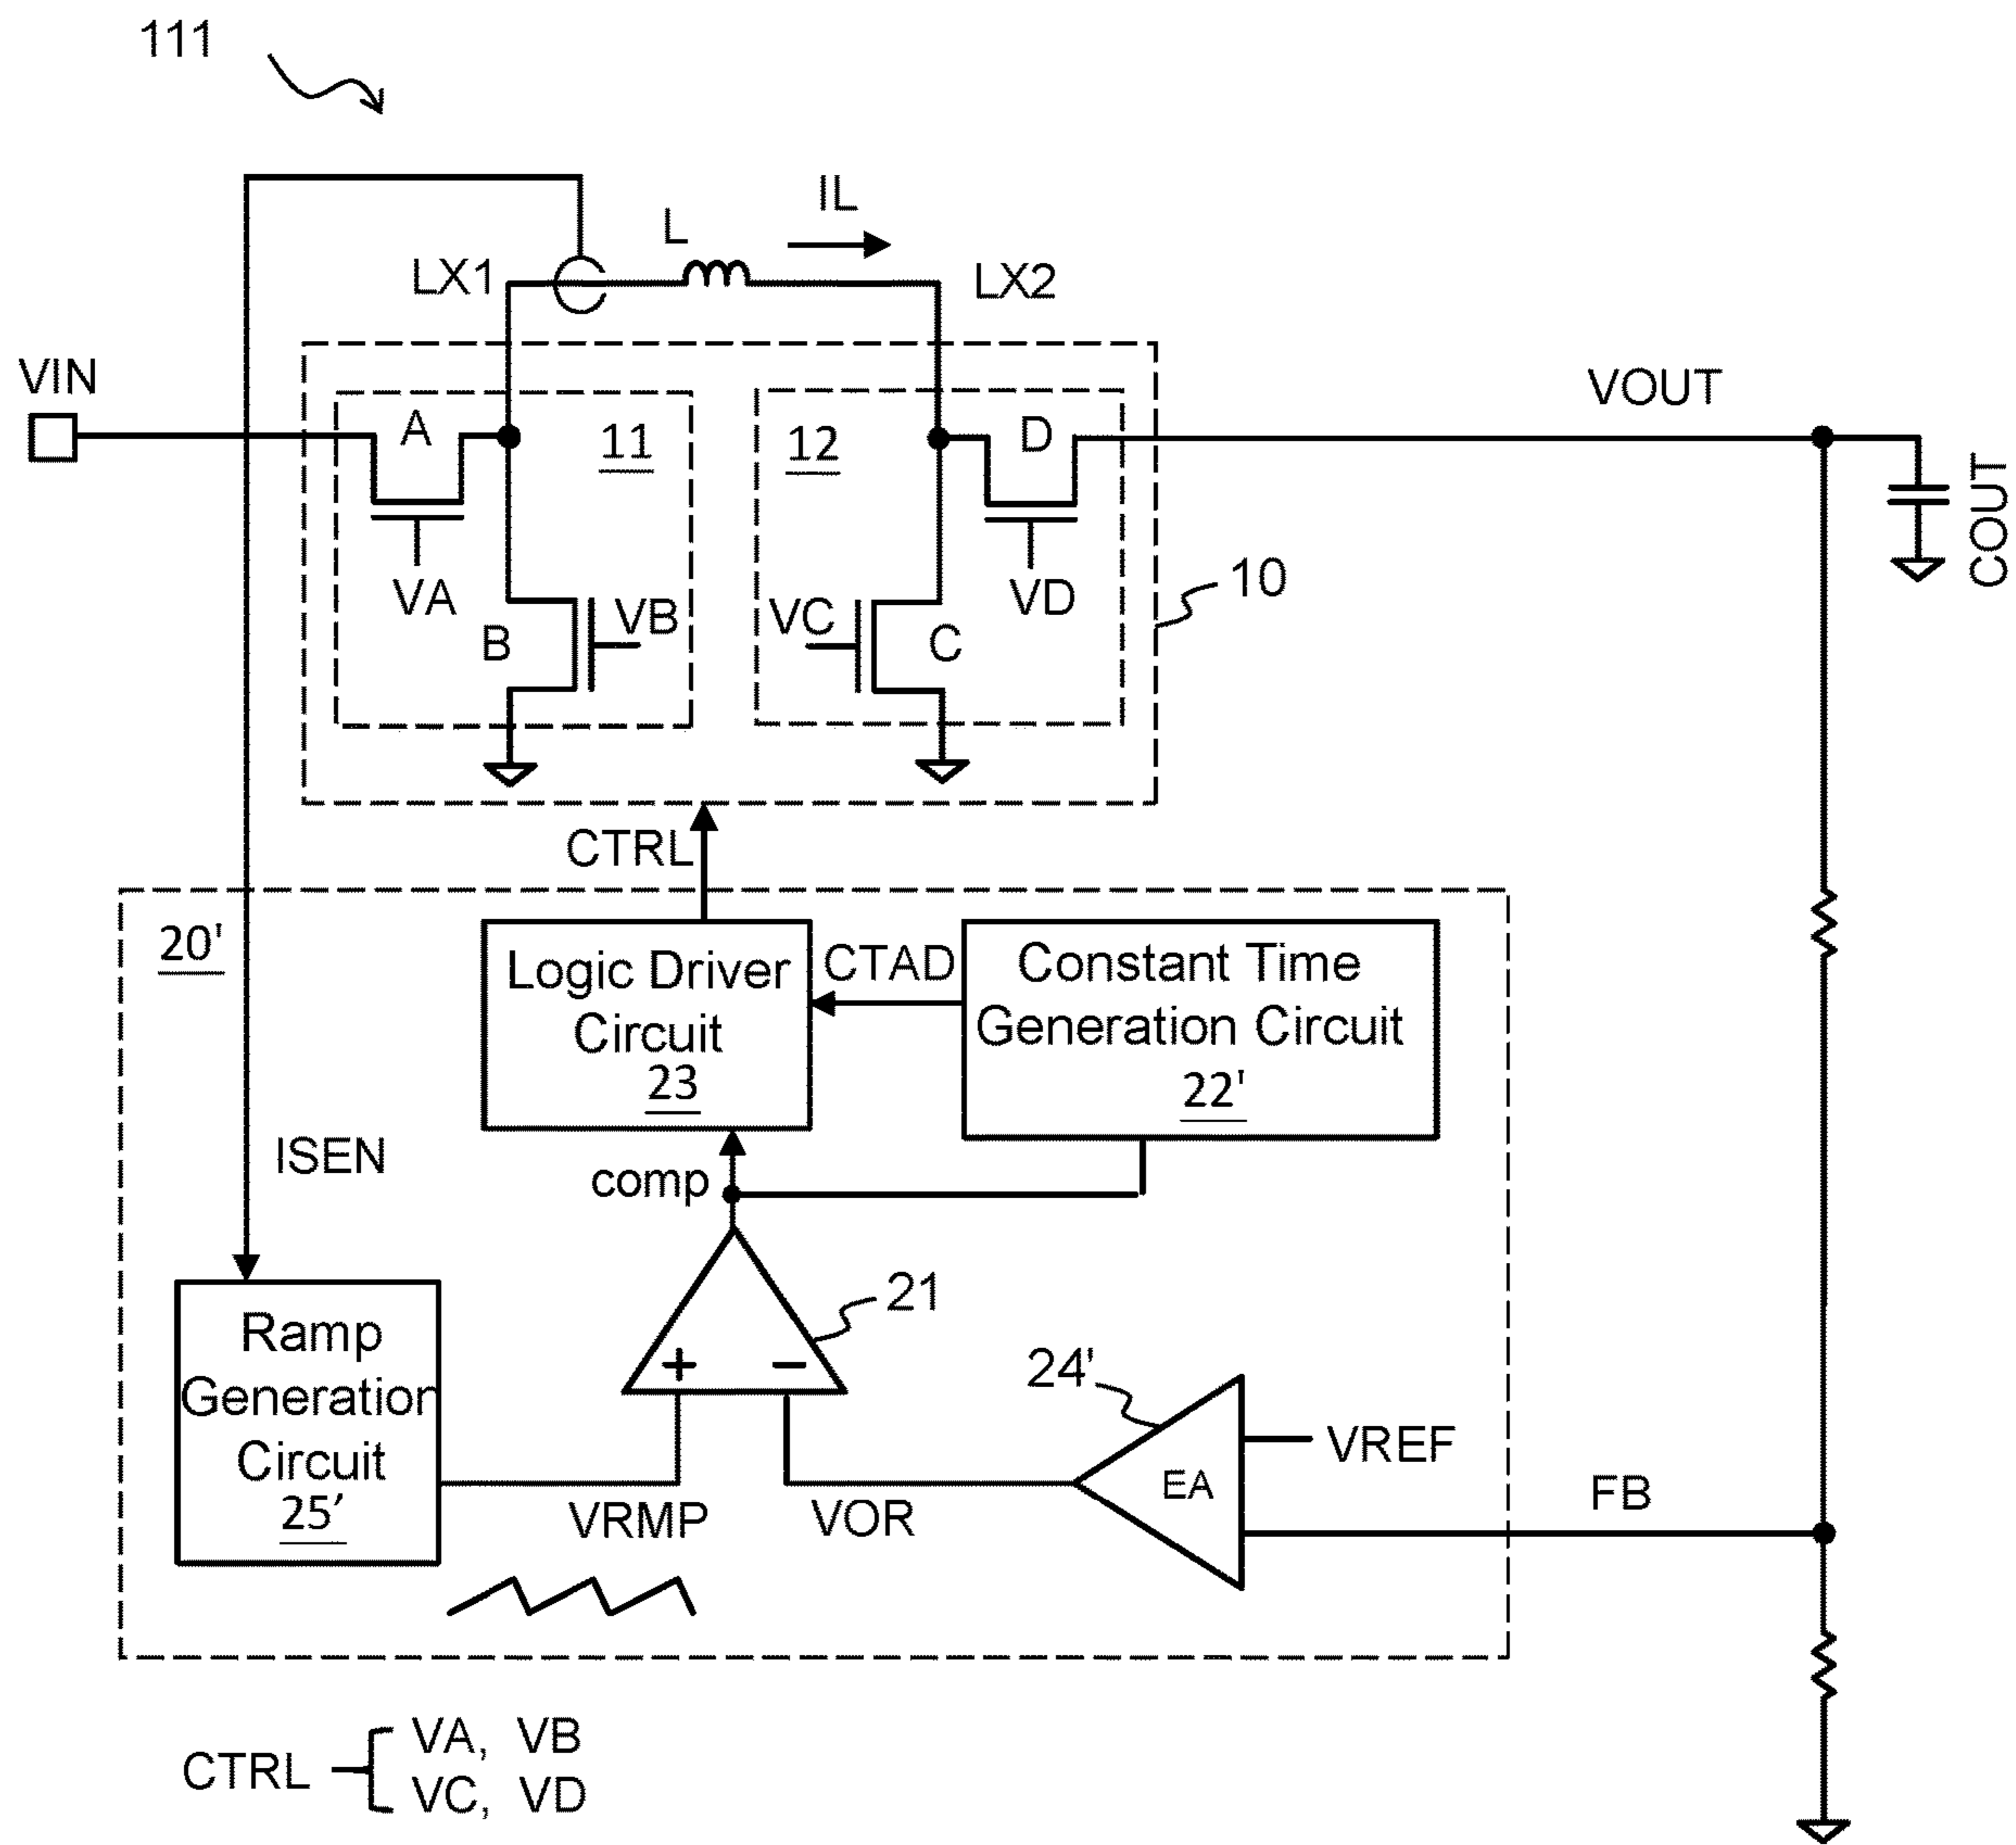 111
IL
L
LX1
LX2
VIN
VOUT
A
11
12
D
COUT
VA
VB
VC
VD
10
B
C
CTRL
20'
Logic Driver
Circuit
23
CTAD
Constant Time
Generation Circuit
22'
ISEN
comp
21
Ramp
Generation
Circuit
25’
+
−
24'
VREF
EA
FB
VRMP
VOR
CTRL
VA, VB
VC, VD